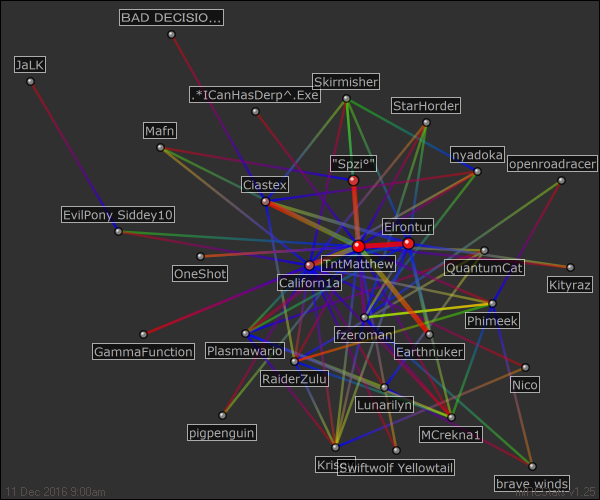 BAD DECISIO...
JaLK
Skirmisher
.*ICanHasDerp^.Exe
StarHorder
Mafn
nyadoka
"Spzi°"
openroadracer
Ciastex
EvilPony Siddey10
Elrontur
TntMatthew
OneShot
QuantumCat
Kityraz
Californ1a
Phimeek
fzeroman
GammaFunction
Plasmawario
Earthnuker
RaiderZulu
Nico
Lunarilyn
pigpenguin
MCrekna1
Swiftwolf Yellowtail
brave winds
11 Dec 2016 9:00am
v1.25